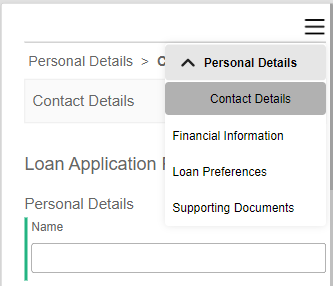 Personal Details >
Personal Details
Contact Details
Contact Details
Financial Information
Loan Preferences
Supporting Documents
Loan Application
Personal Details
Name